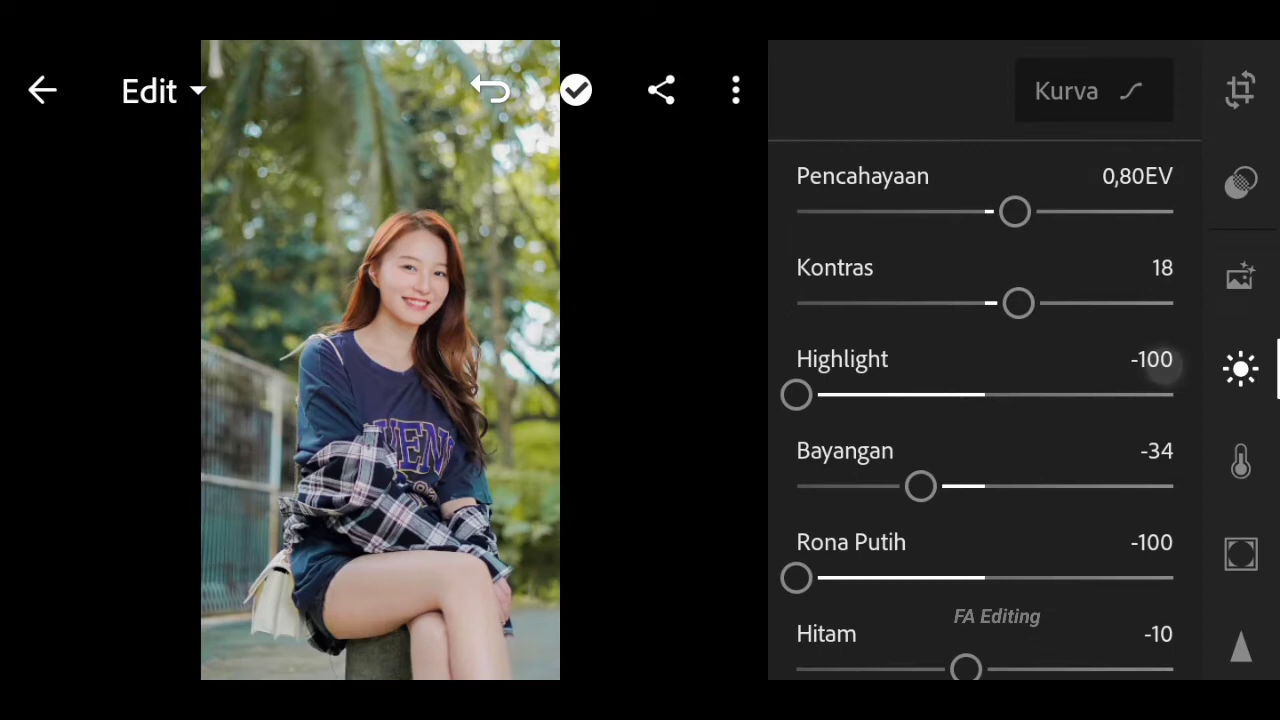 Edit
Kurva
Pencahayaan 0,80EV
Kontras 18
Highlight -100
Bayangan -34
Rona Putih -100
FA Editing
Hitam -10